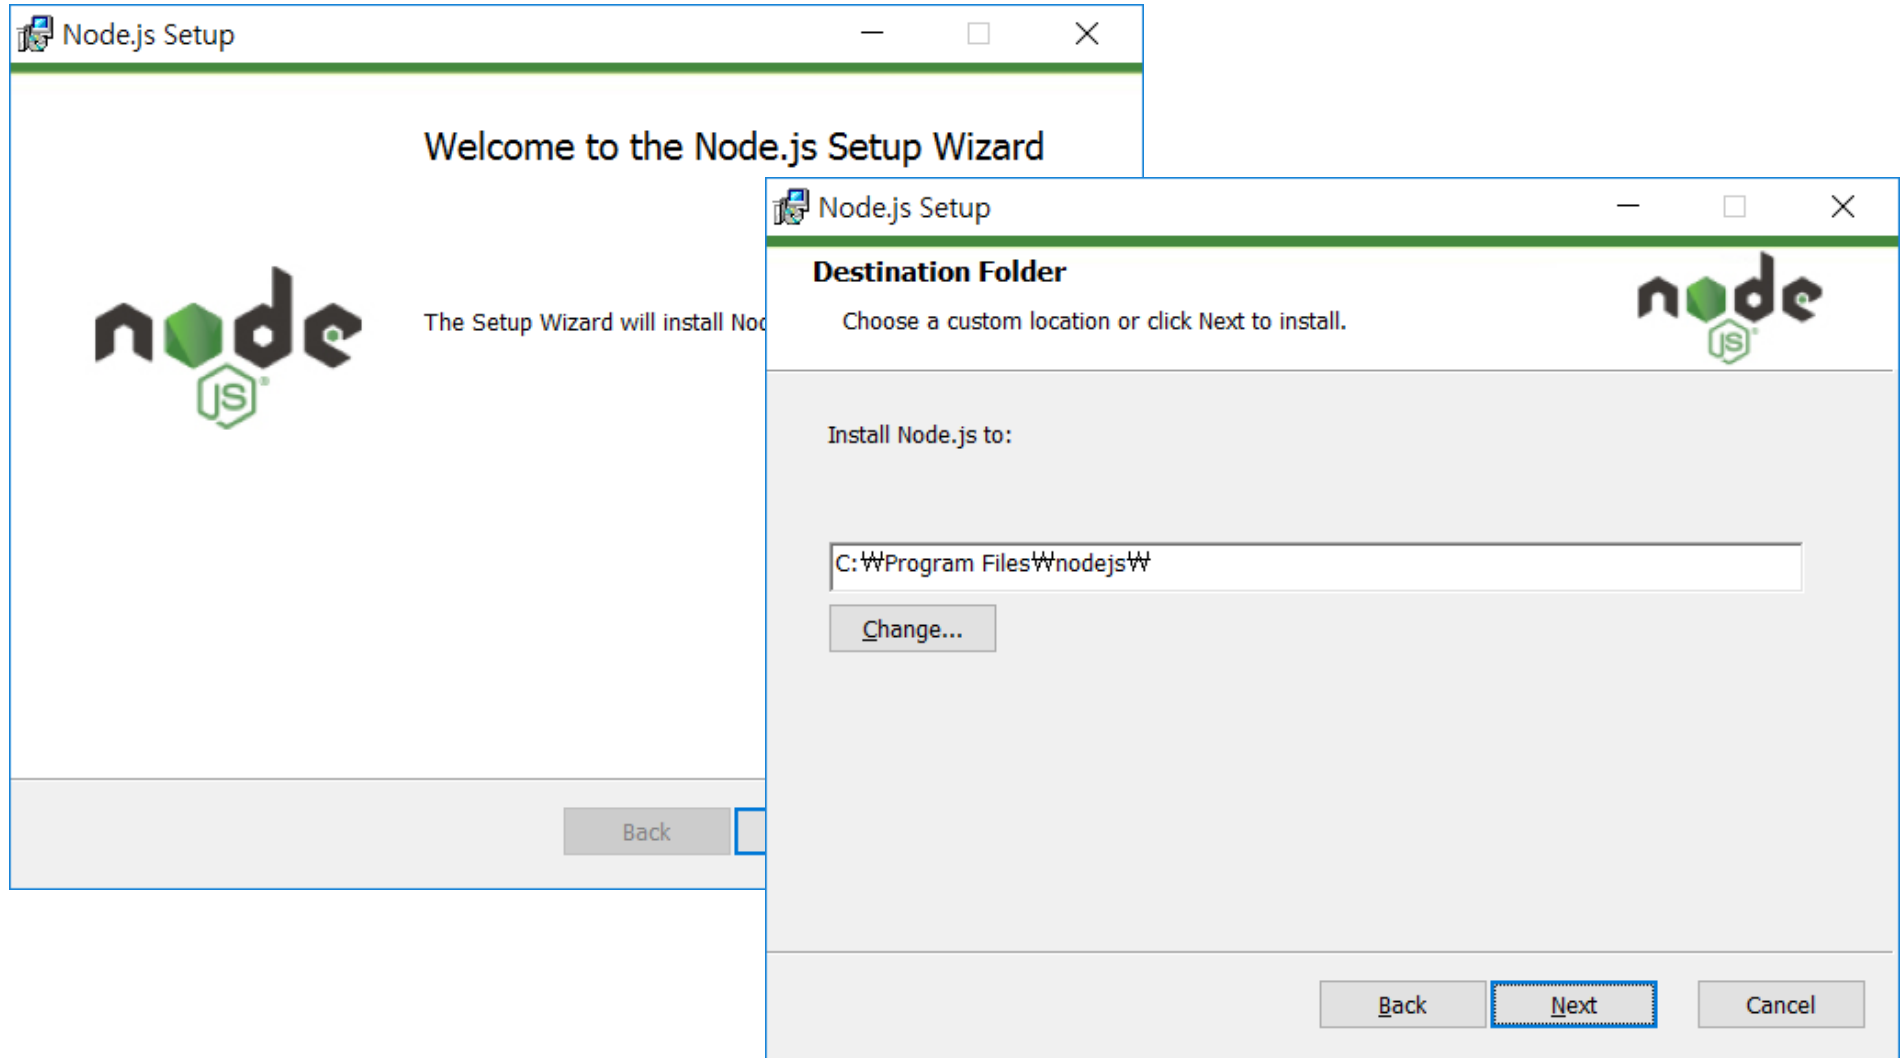 Node.js Setup
Welcome to the Node.js Setup Wizard
node
JS
The Setup Wizard will install
Back
Node.js Setup
Destination Folder
Choose a custom location or click Next to install.
node
JS
Install Node.js to:
C:₩Program Files₩nodejs₩
Change...
Back
Next
Cancel